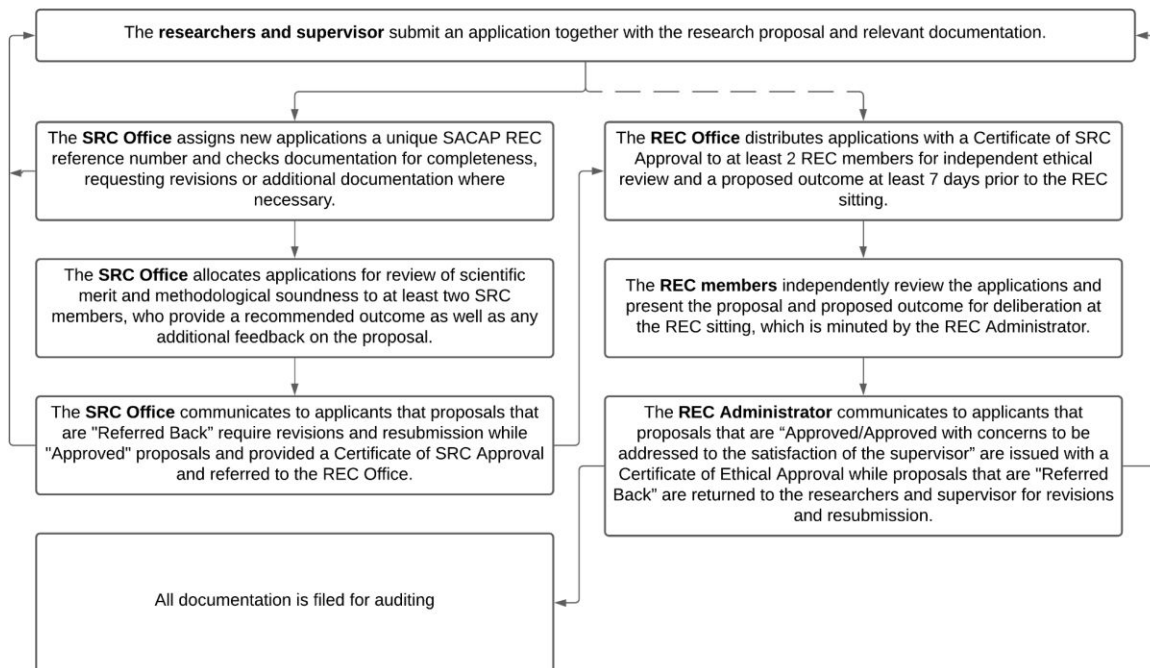 The researchers and supervisor submit an application together with the research proposal and relevant documentation.
The SRC Office assigns new applications a unique SACAP REC
reference number and checks documentation for completeness,
requesting revisions or additional documentation where
necessary.
The SRC Office allocates applications for review of scientific
merit and methodological soundness to at least two SRC
members, who provide a recommended outcome as well as any
additional feedback on the proposal.
The SRC Office communicates to applicants that proposals that
are "Referred Back” require revisions and resubmission while
"Approved" proposals and provided a Certificate of SRC Approval
and referred to the REC Office.
The REC Office distributes applications with a Certificate of SRC
Approval to at least 2 REC members for independent ethical
review and a proposed outcome at least 7 days prior to the REC
sitting.
The REC members independently review the applications and
present the proposal and proposed outcome for deliberation at
the REC sitting, which is minuted by the REC Administrator.
The REC Administrator communicates to applicants that
proposals that are “Approved/Approved with concerns to be
addressed to the satisfaction of the supervisor” are issued with a
Certificate of Ethical Approval while proposals that are "Referred
Back” are returned to the researchers and supervisor for revisions
and resubmission.
All documentation is filed for auditing